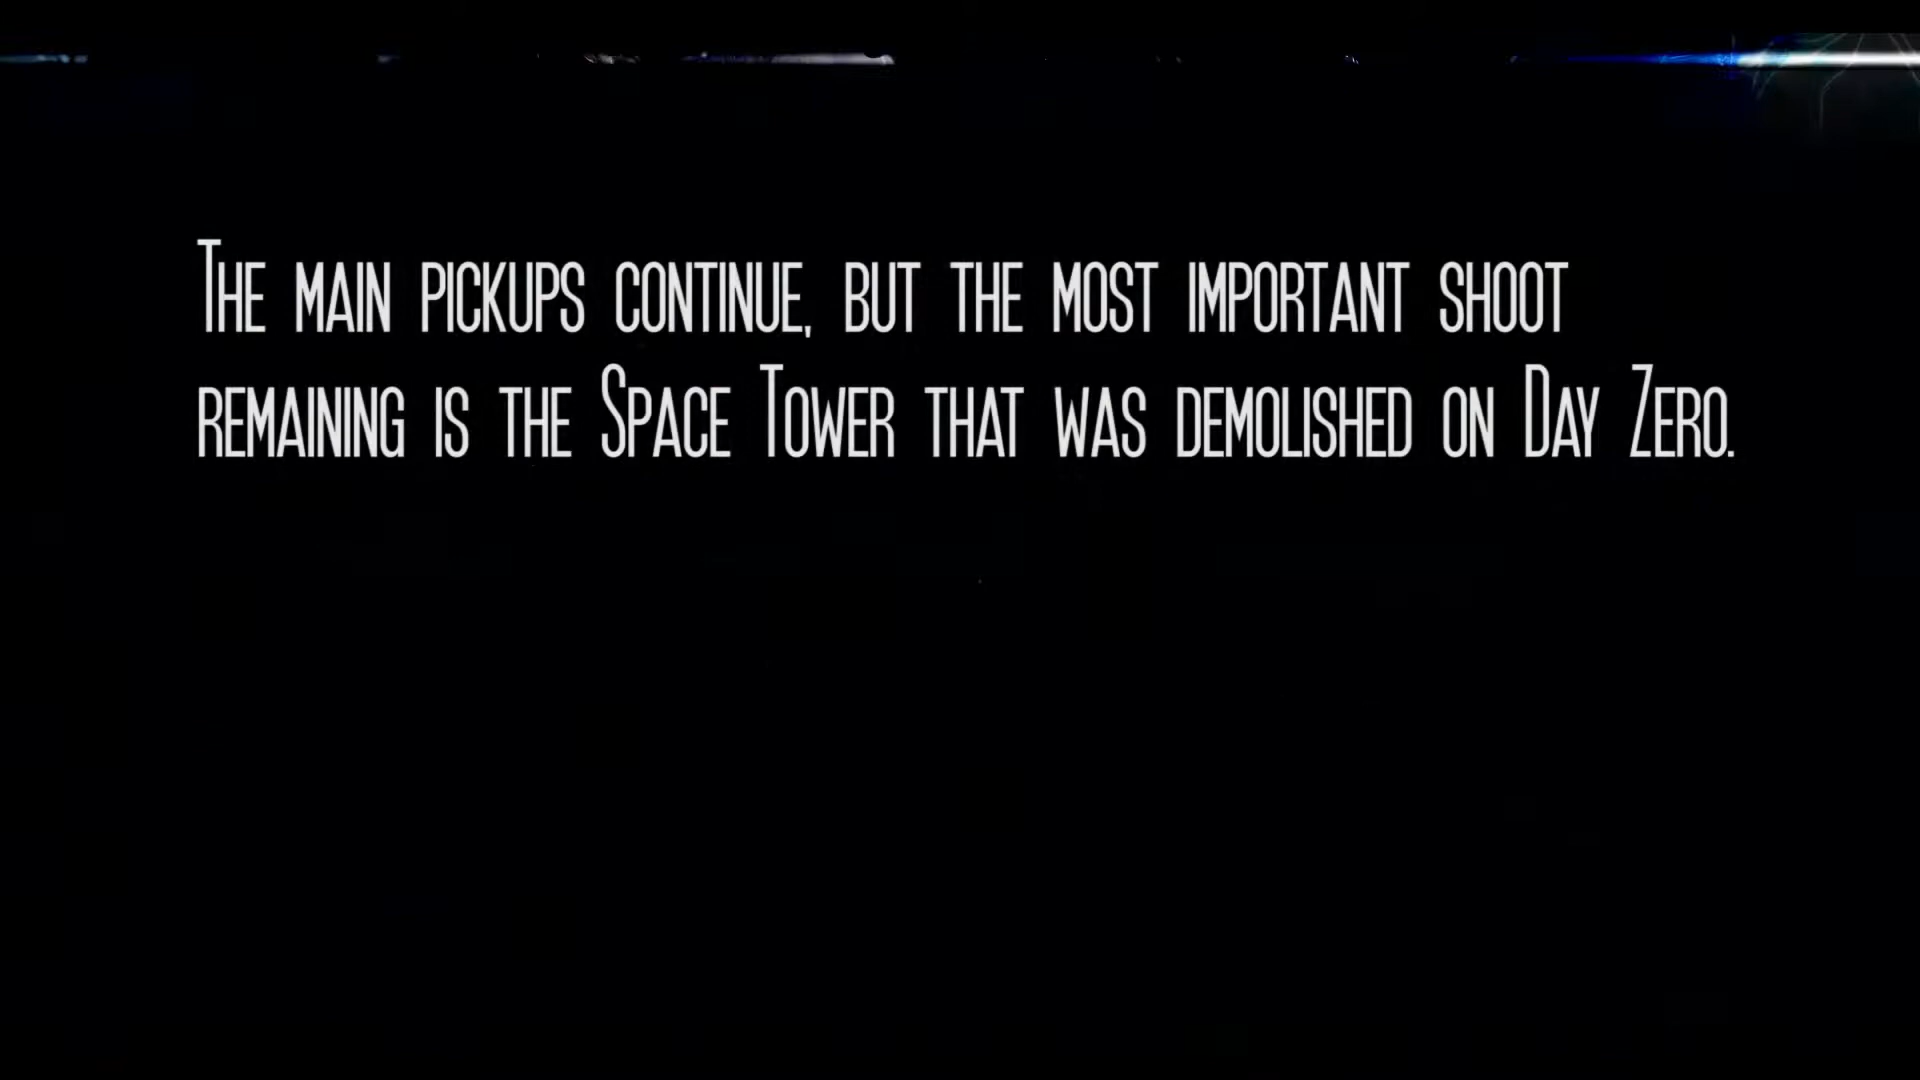 The main pickups continue, but the most important shoot
remaining is the Space Tower that was demolished on Day Zero.